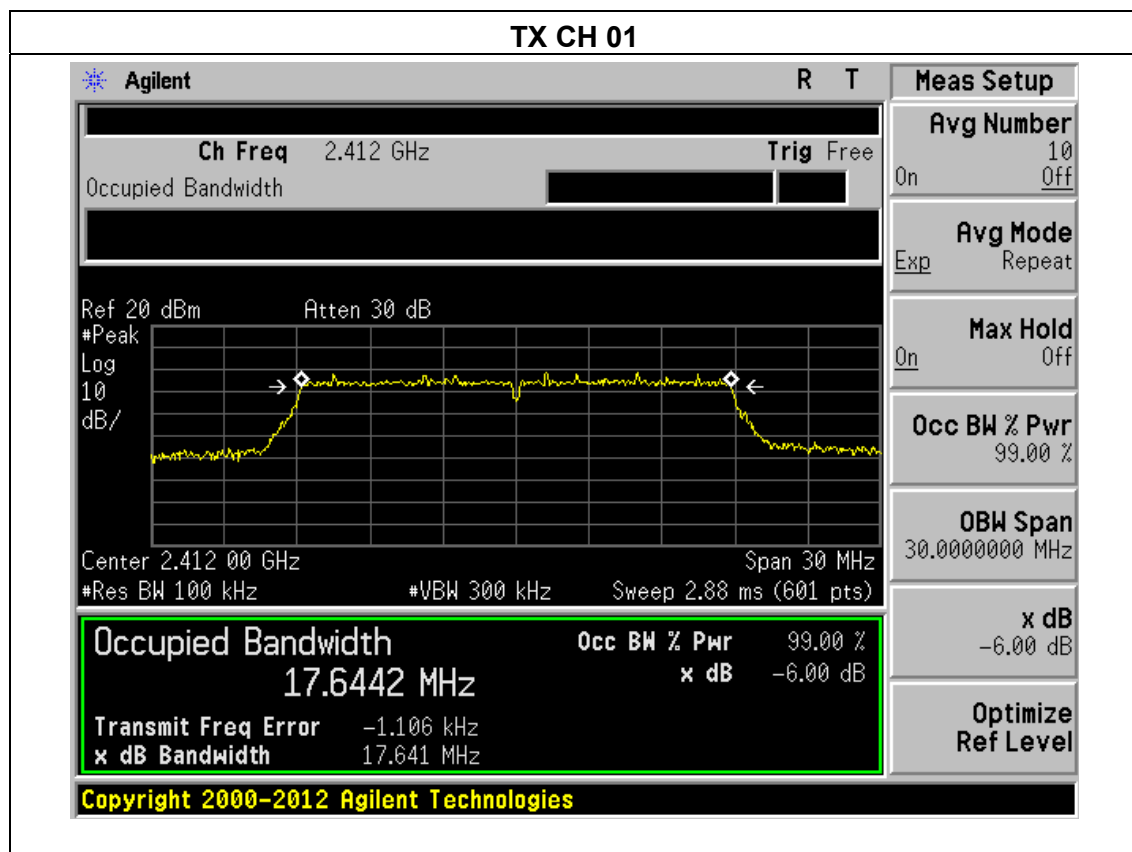 TX CH 01
Agilent R T
Ch Freq 2.412 GHz Trig Free
Occupied Bandwidth
Ref 20 dBm Atten 30 dB
#Peak
Log
10
dB/
Center 2.412 00 GHz Span 30 MHz
#Res BW 100 kHz #VBW 300 kHz Sweep 2.88 ms (601 pts)
Occupied Bandwidth Occ BW % Pwr 99.00 %
17.6442 MHz x dB -6.00 dB
Transmit Freq Error -1.106 kHz
x dB Bandwidth 17.641 MHz
Copyright 2000-2012 Agilent Technologies
Meas Setup
Avg Number
10
On Off
Avg Mode
Exp Repeat
Max Hold
On Off
Occ BW % Pwr
99.00 %
OBW Span
30.0000000 MHz
x dB
-6.00 dB
Optimize
Ref Level